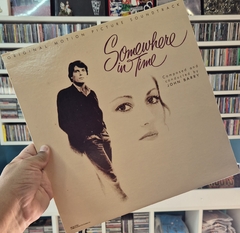 ORIGINAL MOTION PICTURE SOUNDTRACK
Somewhere
in Time
COMPOSED AND
CONDUCTED BY
JOHN BARRY